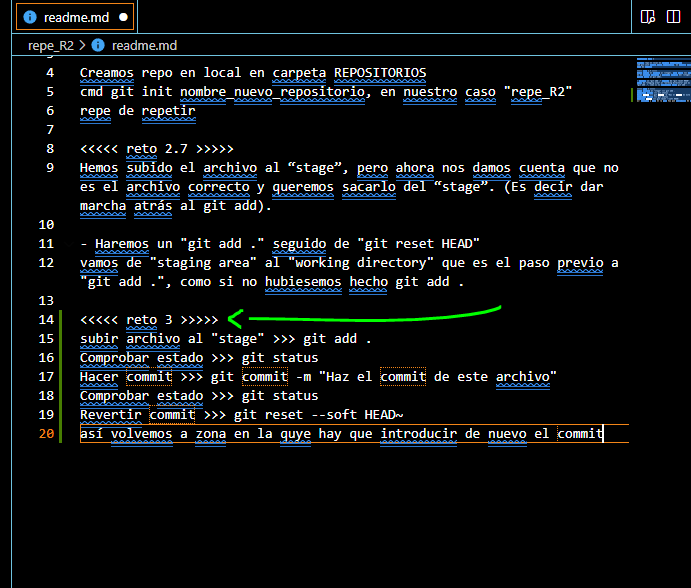 readme.md
repe_R2 > readme.md
4 Creamos repo en local en carpeta REPOSITORIOS
5 cmd git init nombre_nuevo_repositorio, en nuestro caso "repe_R2"
6 repe de repetir
7
8 <<<<< reto 2.7 >>>>>
9 Hemos subido el archivo al “stage”, pero ahora nos damos cuenta que no
es el archivo correcto y queremos sacarlo del “stage”. (Es decir dar
marcha atrás al git add).
10
11 - Haremos un "git add ." seguido de "git reset HEAD"
12 vamos de "staging area" al "working directory" que es el paso previo a
"git add .", como si no hubiesemos hecho git add .
13
14 <<<<< reto 3 >>>>>
15 subir archivo al "stage" >>> git add .
16 Comprobar estado >>> git status
17 Hacer commit >>> git commit -m "Haz el commit de este archivo"
18 Comprobar estado >>> git status
19 Revertir commit >>> git reset --soft HEAD~
20 así volvemos a zona en la quye hay que introducir de nuevo el commit